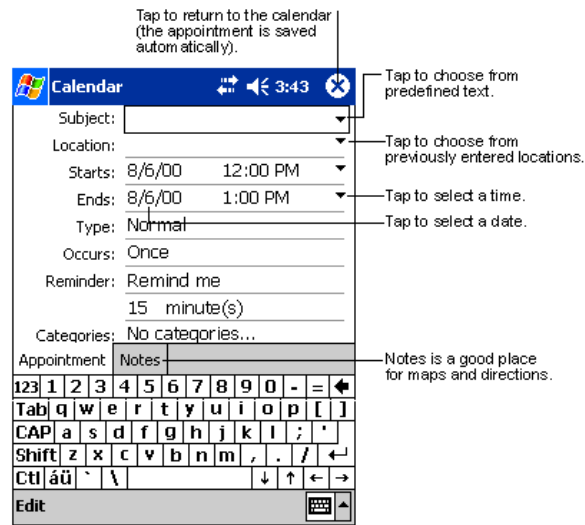 Tap to return to the calendar
(the appointment is saved
automatically).
Calendar 3:43
Tap to choose from
predefined text.
Subject:
Location:
Tap to choose from
previously entered locations.
Starts: 8/6/00 12:00 PM
Ends: 8/6/00 1:00 PM
Tap to select a time.
Type: Normal
Tap to select a date.
Occurs: Once
Reminder: Remind me
15 minute(s)
Categories: No categories...
Appointment Notes
Notes is a good place
for maps and directions.
123 1 2 3 4 5 6 7 8 9 0 - =
Tab q w e r t y u i o p [ ]
CAP a s d f g h j k l ; '
Shift z x c v b n m , . /
Ctl áü ` \
Edit